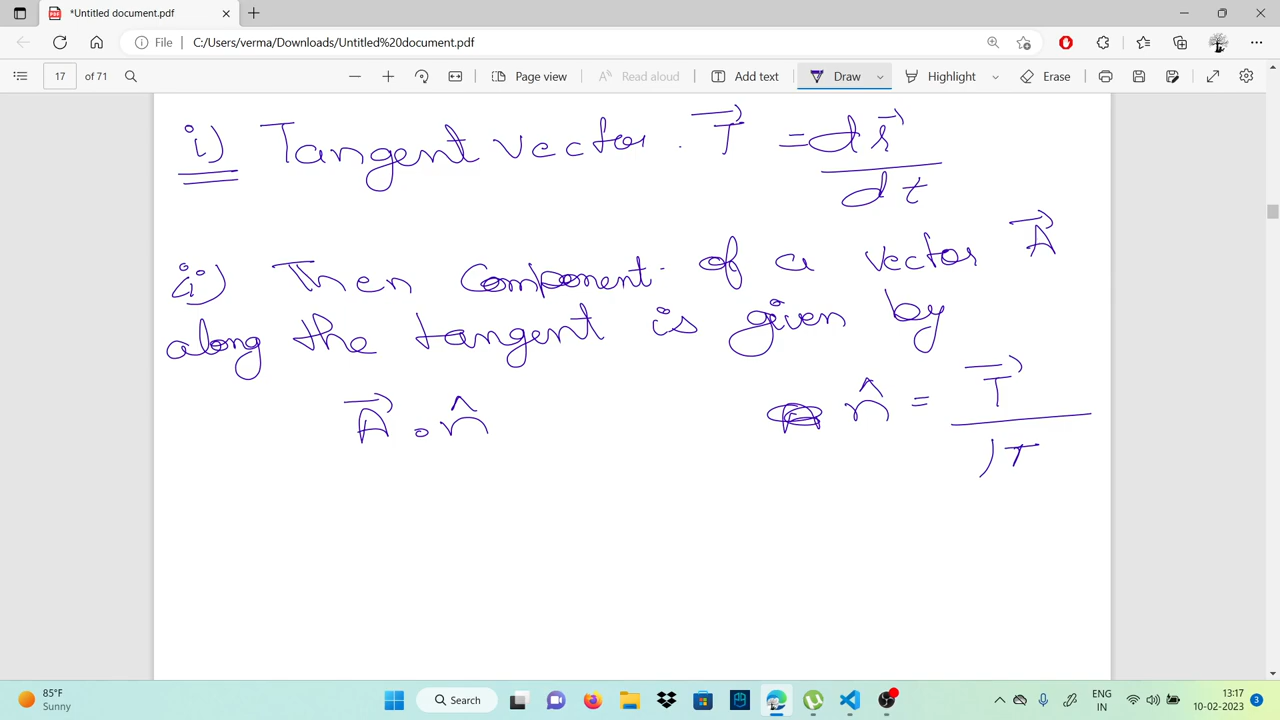 *Untitled document.pdf
File C:/Users/verma/Downloads/Untitled%20document.pdf
17 of 71 Page view Read aloud Add text Draw Highlight Erase
i) Tangent vector. T⃗ = dr⃗/dt
ii) Then Component of a vector A⃗
along the tangent is given by
A⃗ . n̂ n̂ = T⃗ / |T
85°F
Sunny
Search
ENG
IN
13:17
10-02-2023
3